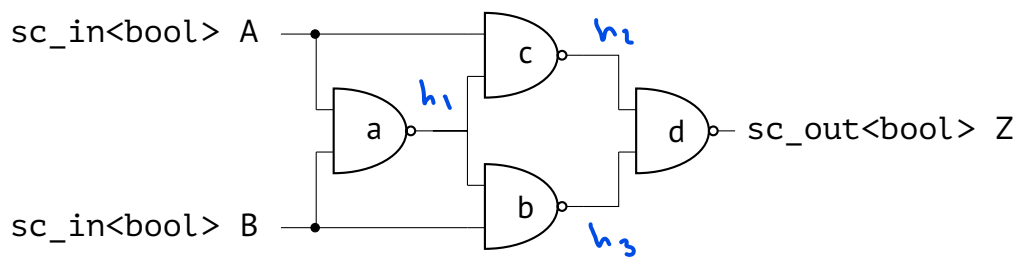 sc_in<bool> A
h2
c
h1
a
d
sc_out<bool> Z
b
sc_in<bool> B
h3